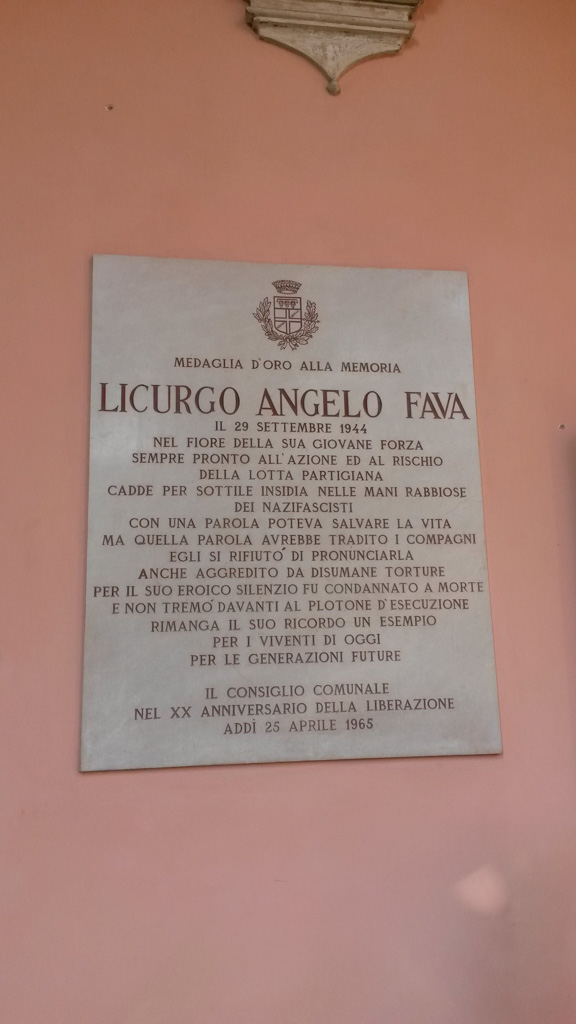 MEDAGLIA D'ORO ALLA MEMORIA
LICURGO ANGELO FAVA
IL 29 SETTEMBRE 1944
NEL FIORE DELLA SUA GIOVANE FORZA
SEMPRE PRONTO ALL'AZIONE ED AL RISCHIO
DELLA LOTTA PARTIGIANA
CADDE PER SOTTILE INSIDIA NELLE MANI RABBIOSE
DEI NAZIFASCISTI
CON UNA PAROLA POTEVA SALVARE LA VITA
MA QUELLA PAROLA AVREBBE TRADITO I COMPAGNI
EGLI SI RIFIUTO' DI PRONUNCIARLA
ANCHE AGGREDITO DA DISUMANE TORTURE
PER IL SUO EROICO SILENZIO FU CONDANNATO A MORTE
E NON TREMO' DAVANTI AL PLOTONE D'ESECUZIONE
RIMANGA IL SUO RICORDO UN ESEMPIO
PER I VIVENTI DI OGGI
PER LE GENERAZIONI FUTURE
IL CONSIGLIO COMUNALE
NEL XX ANNIVERSARIO DELLA LIBERAZIONE
ADDÌ 25 APRILE 1965